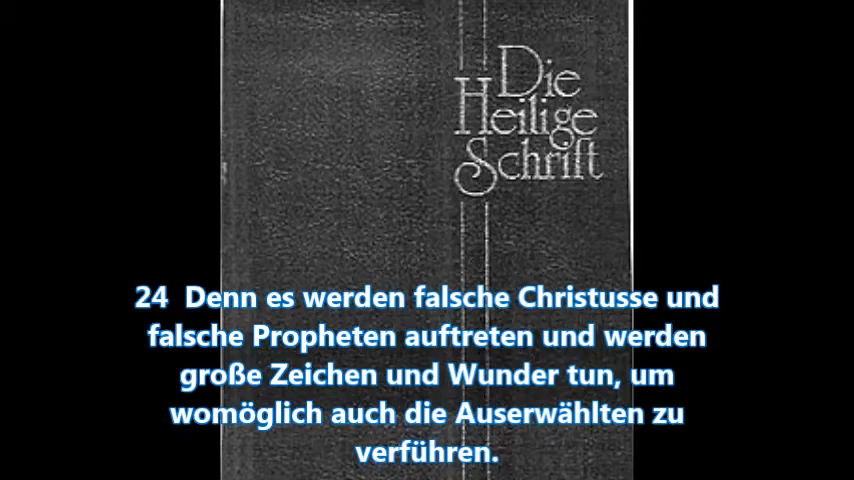 Die
Heilige
Schrift
24  Denn es werden falsche Christusse und
falsche Propheten auftreten und werden
große Zeichen und Wunder tun, um
womöglich auch die Auserwählten zu
verführen.